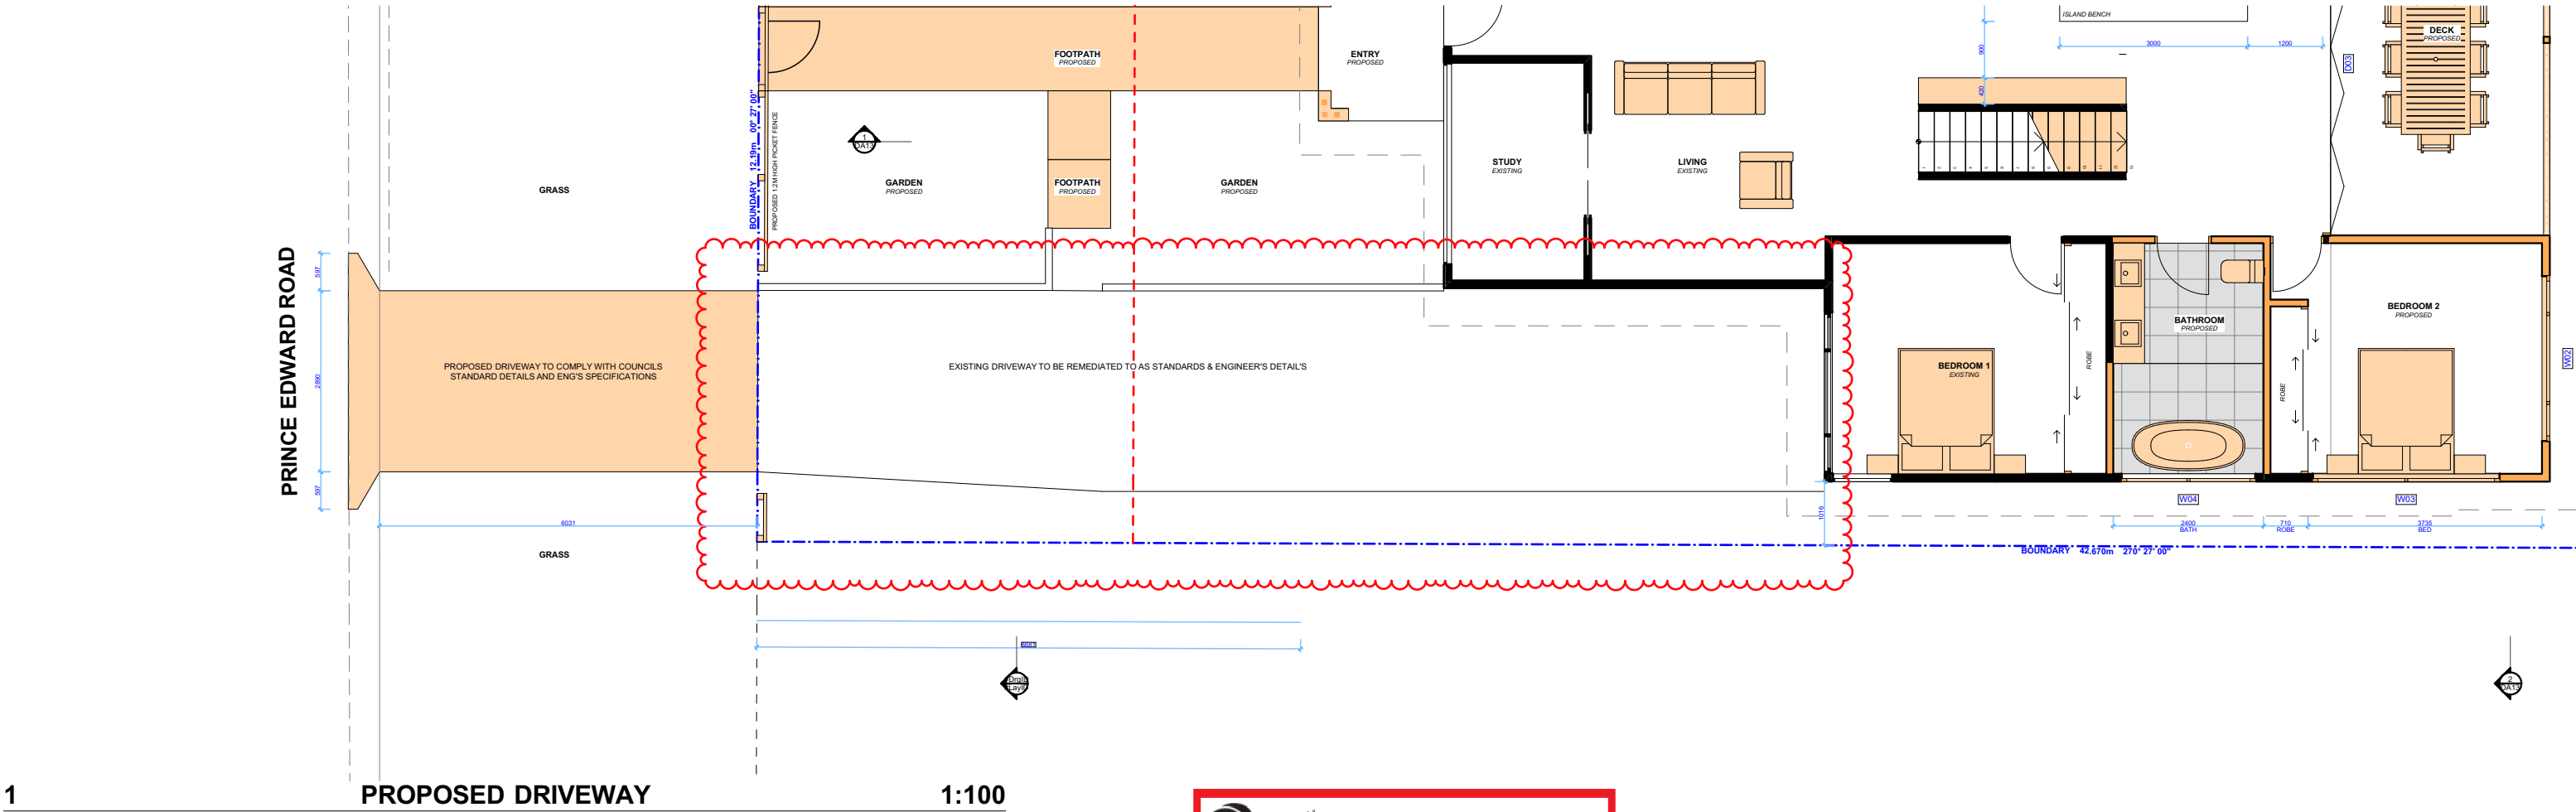 ISLAND BENCH
3000
1200
900
420
D03
DECK
PROPOSED
FOOTPATH
PROPOSED
ENTRY
PROPOSED
BOUNDARY 12.19m 00° 27' 00"
PROPOSED 1.2M HIGH PICKET FENCE
1
DA13
GRASS
GARDEN
PROPOSED
FOOTPATH
PROPOSED
GARDEN
PROPOSED
STUDY
EXISTING
LIVING
EXISTING
PRINCE EDWARD ROAD
597
2890
597
PROPOSED DRIVEWAY TO COMPLY WITH COUNCILS
STANDARD DETAILS AND ENG'S SPECIFICATIONS
EXISTING DRIVEWAY TO BE REMEDIATED TO AS STANDARDS & ENGINEER'S DETAIL'S
BEDROOM 1
EXISTING
ROBE
BATHROOM
PROPOSED
ROBE
BEDROOM 2
PROPOSED
W02
W04
W03
6031
1016
2400
BATH
710
ROBE
3735
BED
GRASS
BOUNDARY 42.670m 270° 27' 00"
2
DA13
1 PROPOSED DRIVEWAY 1:100